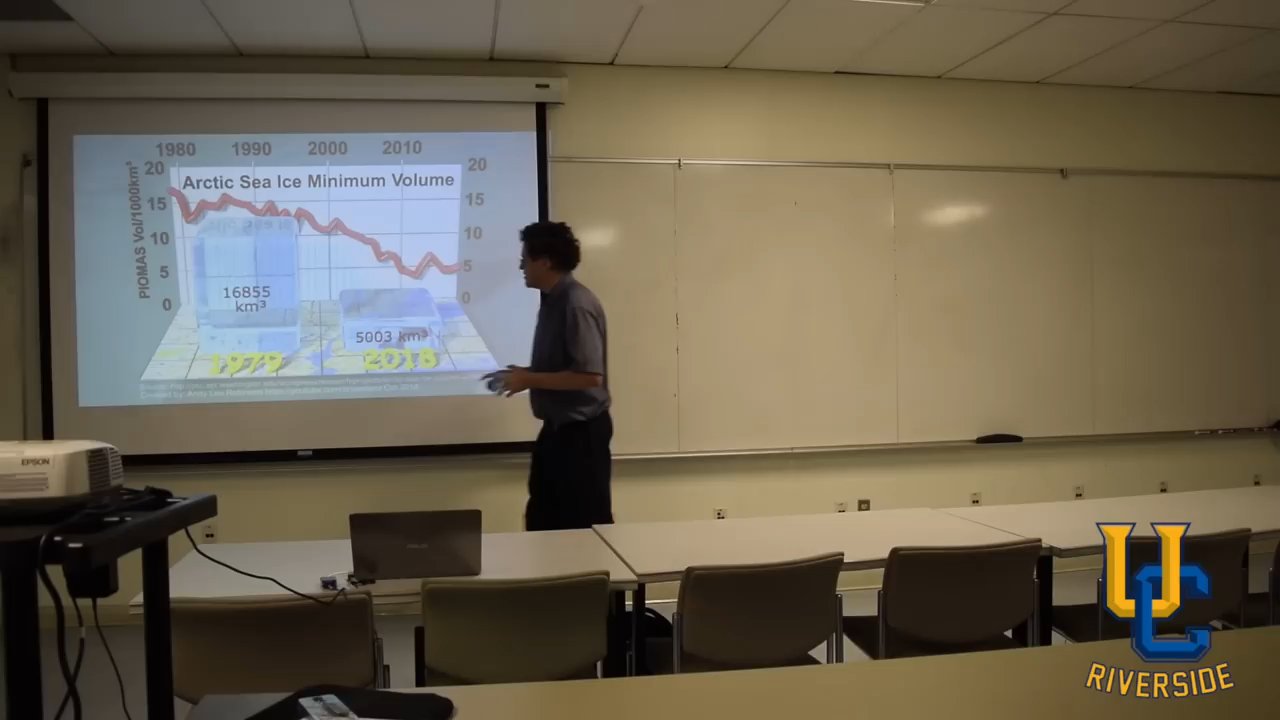 1980 1990 2000 2010
Arctic Sea Ice Minimum Volume
PIOMAS Vol/1000km³
20
15
10
5
0
20
15
10
5
0
16855
km³
5003 km³
1979 2018
EPSON
ASUS
UC
RIVERSIDE